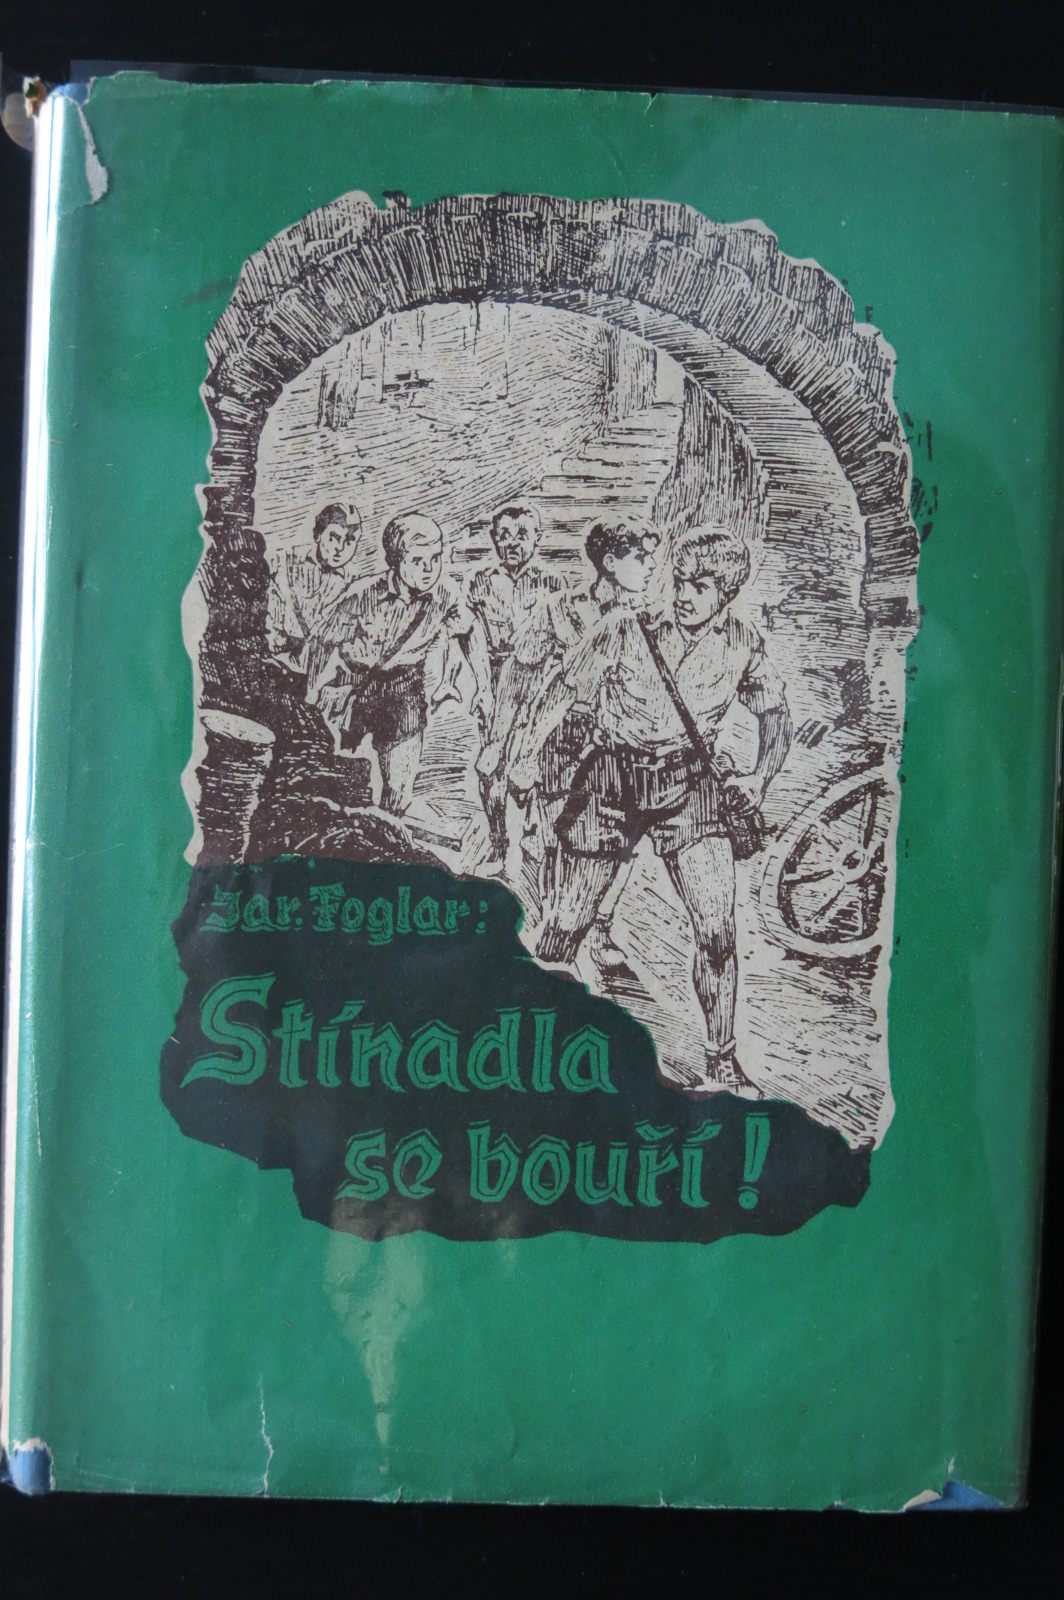 Jar. Foglar:
Stínadla
se bouří!